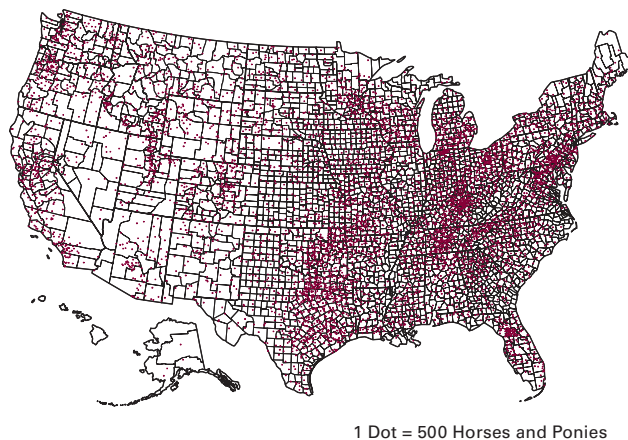 1 Dot = 500 Horses and Ponies